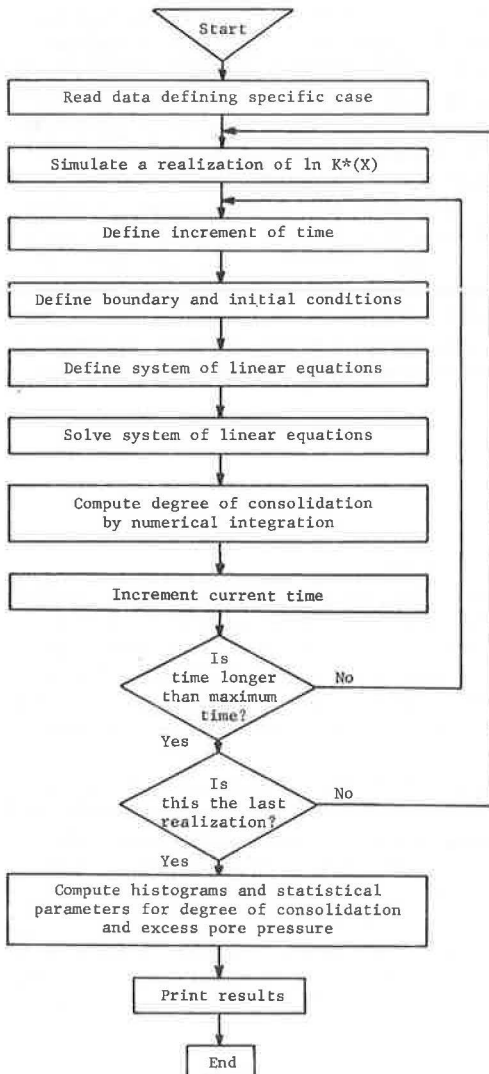 Start
Read data defining specific case
Simulate a realization of ln K*(X)
Define increment of time
Define boundary and initial conditions
Define system of linear equations
Solve system of linear equations
Compute degree of consolidation
by numerical integration
Increment current time
Is
time longer
than maximum
time?
No
Yes
Is
this the last
realization?
No
Yes
Compute histograms and statistical
parameters for degree of consolidation
and excess pore pressure
Print results
End